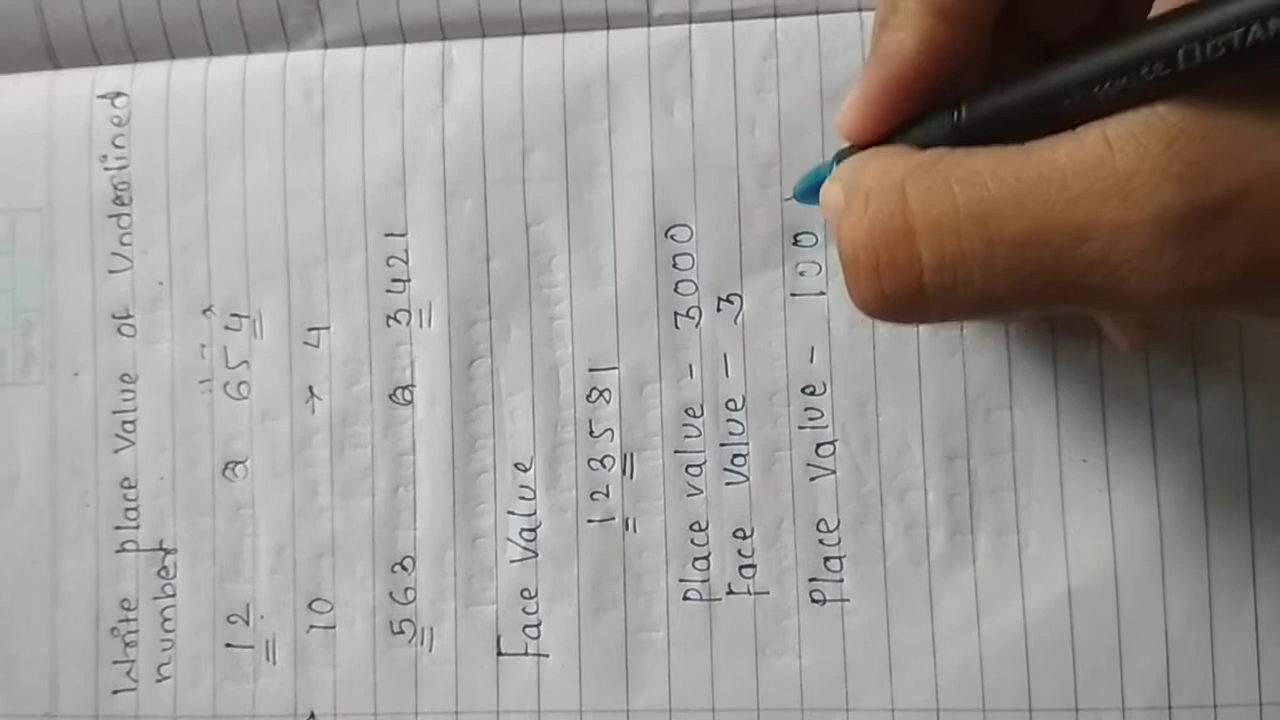 Write place value of Underlined
number.
12 a 654
10 → 4
563 a 3421
Face Value
123581
Place value - 3000
Face Value - 3
Place Value - 100
OCTA